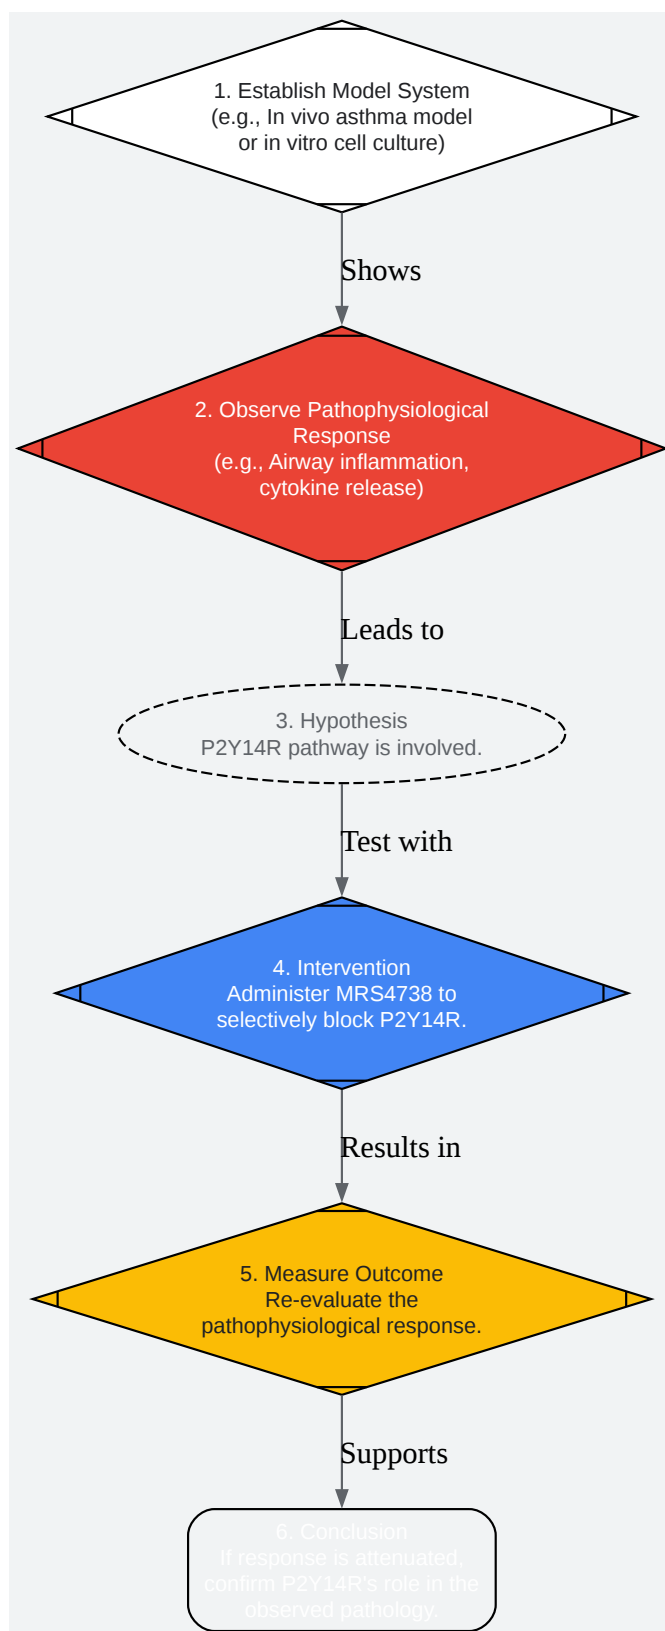 1. Establish Model System
(e.g., In vivo asthma model
or in vitro cell culture)
Shows
2. Observe Pathophysiological
Response
(e.g., Airway inflammation,
cytokine release)
Leads to
3. Hypothesis
P2Y14R pathway is involved.
Test with
4. Intervention
Administer MRS4738 to
selectively block P2Y14R.
Results in
5. Measure Outcome
Re-evaluate the
pathophysiological response.
Supports
6. Conclusion
If response is attenuated,
confirm P2Y14R's role in the
observed pathology.